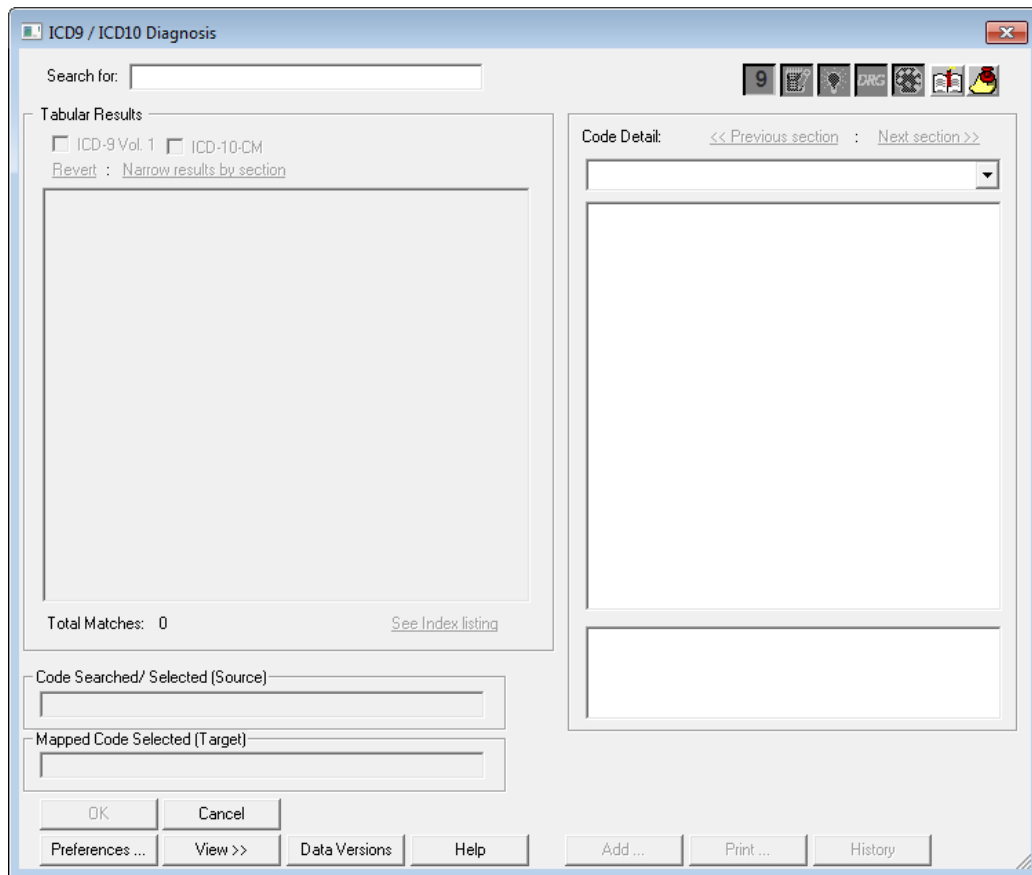 ICD9 / ICD10 Diagnosis
Search for:
9 DRG
Tabular Results
ICD-9 Vol. 1 ICD-10-CM
Revert : Narrow results by section
Total Matches: 0 See Index listing
Code Detail: << Previous section : Next section >>
Code Searched/ Selected (Source)
Mapped Code Selected (Target)
OK Cancel
Preferences ... View >> Data Versions Help Add ... Print ... History